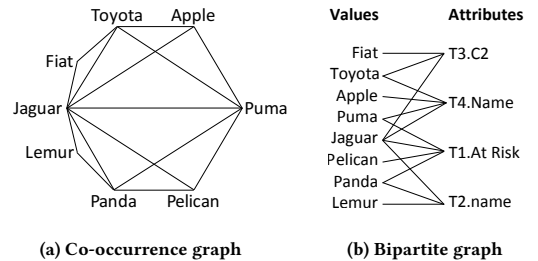 Toyota Apple
Fiat
Jaguar Puma
Lemur
Panda Pelican
(a) Co-occurrence graph
Values Attributes
Fiat T3.C2
Toyota
Apple T4.Name
Puma
Jaguar T1.At Risk
Pelican
Panda
Lemur T2.name
(b) Bipartite graph